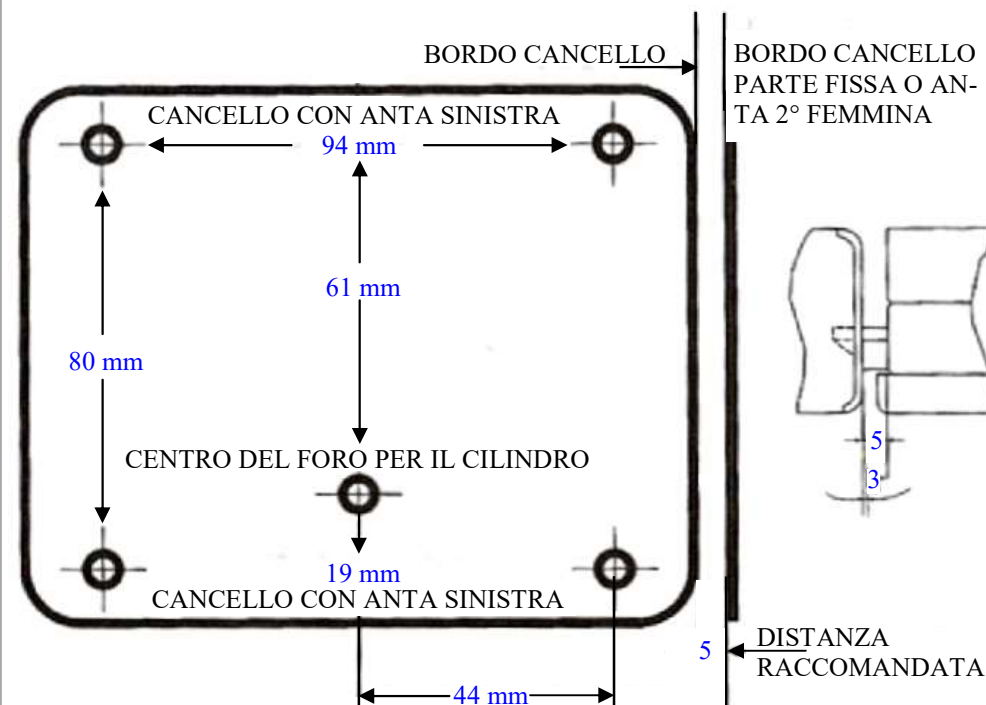 BORDO CANCELLO
BORDO CANCELLO
PARTE FISSA O AN-
TA 2° FEMMINA
CANCELLO CON ANTA SINISTRA
94 mm
61 mm
80 mm
CENTRO DEL FORO PER IL CILINDRO
19 mm
CANCELLO CON ANTA SINISTRA
5
3
5
DISTANZA
RACCOMANDATA
44 mm